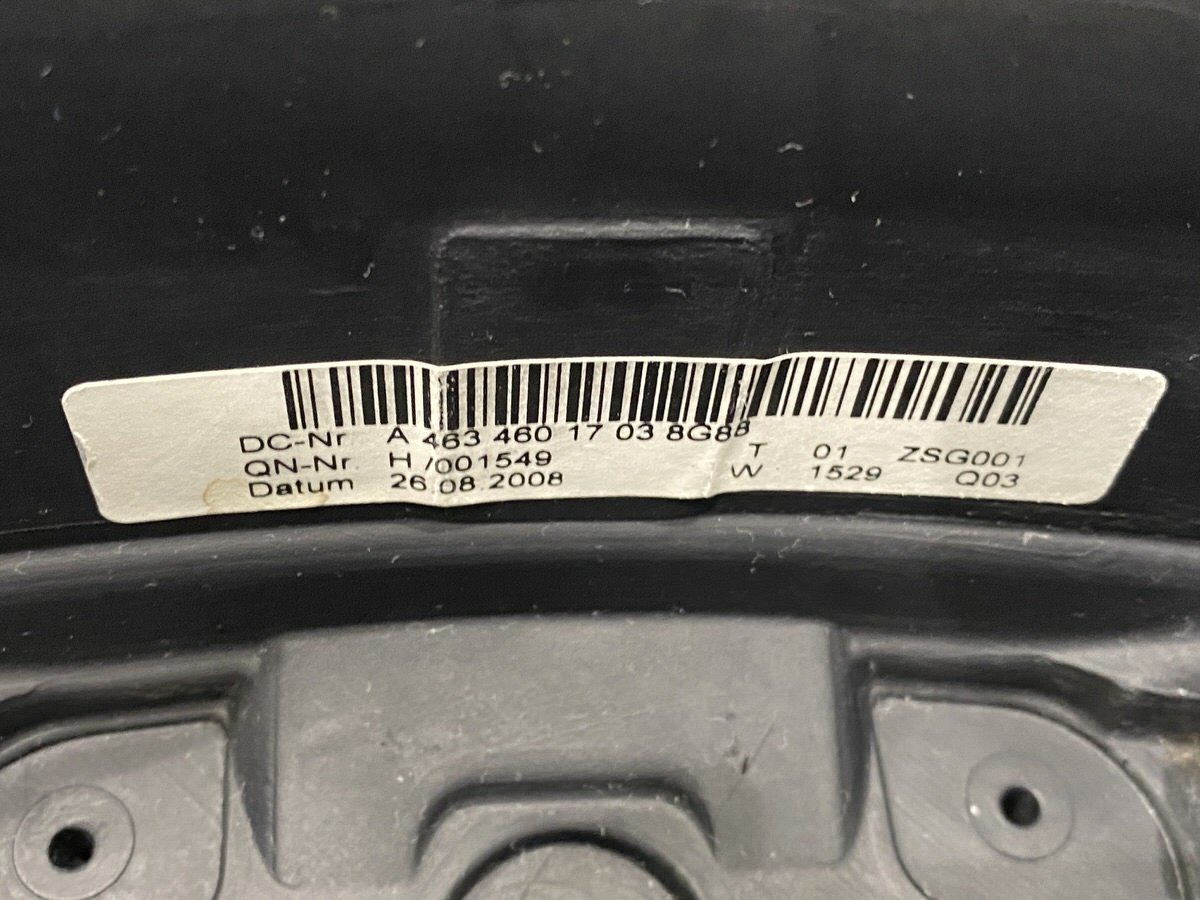 DC-Nr. A 463 460 17 03 8G88
QN-Nr. H /001549 T 01 ZSG001
Datum 26.08.2008 W 1529 Q03